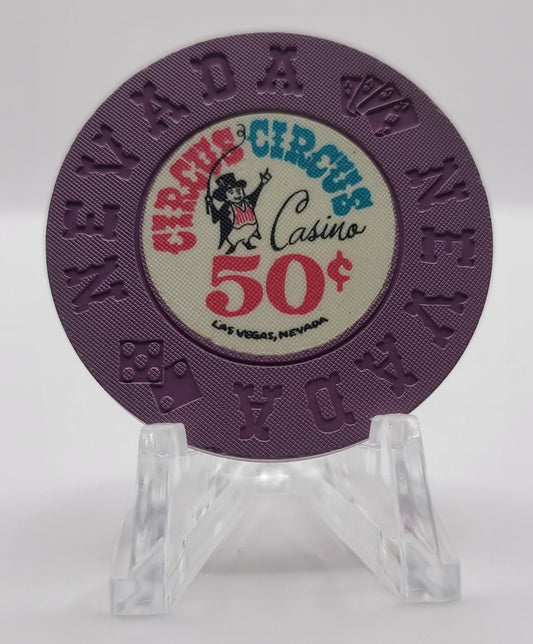 NEVADA
NEVADA
CIRCUS CIRCUS
Casino
50¢
LAS VEGAS, NEVADA